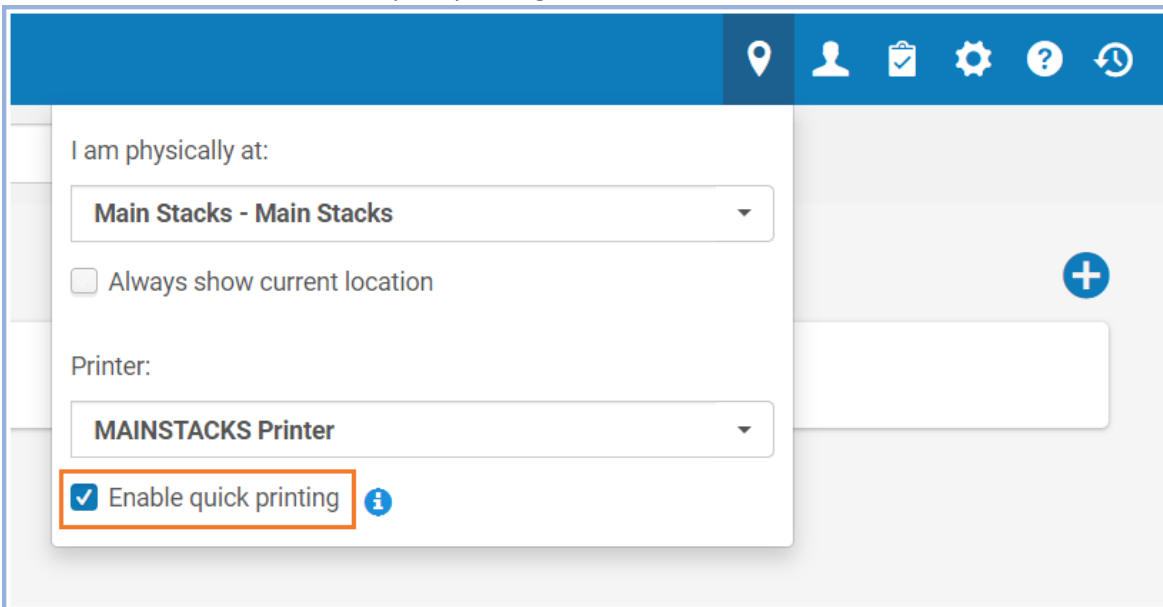 I am physically at:
Main Stacks - Main Stacks
Always show current location
Printer:
MAINSTACKS Printer
Enable quick printing